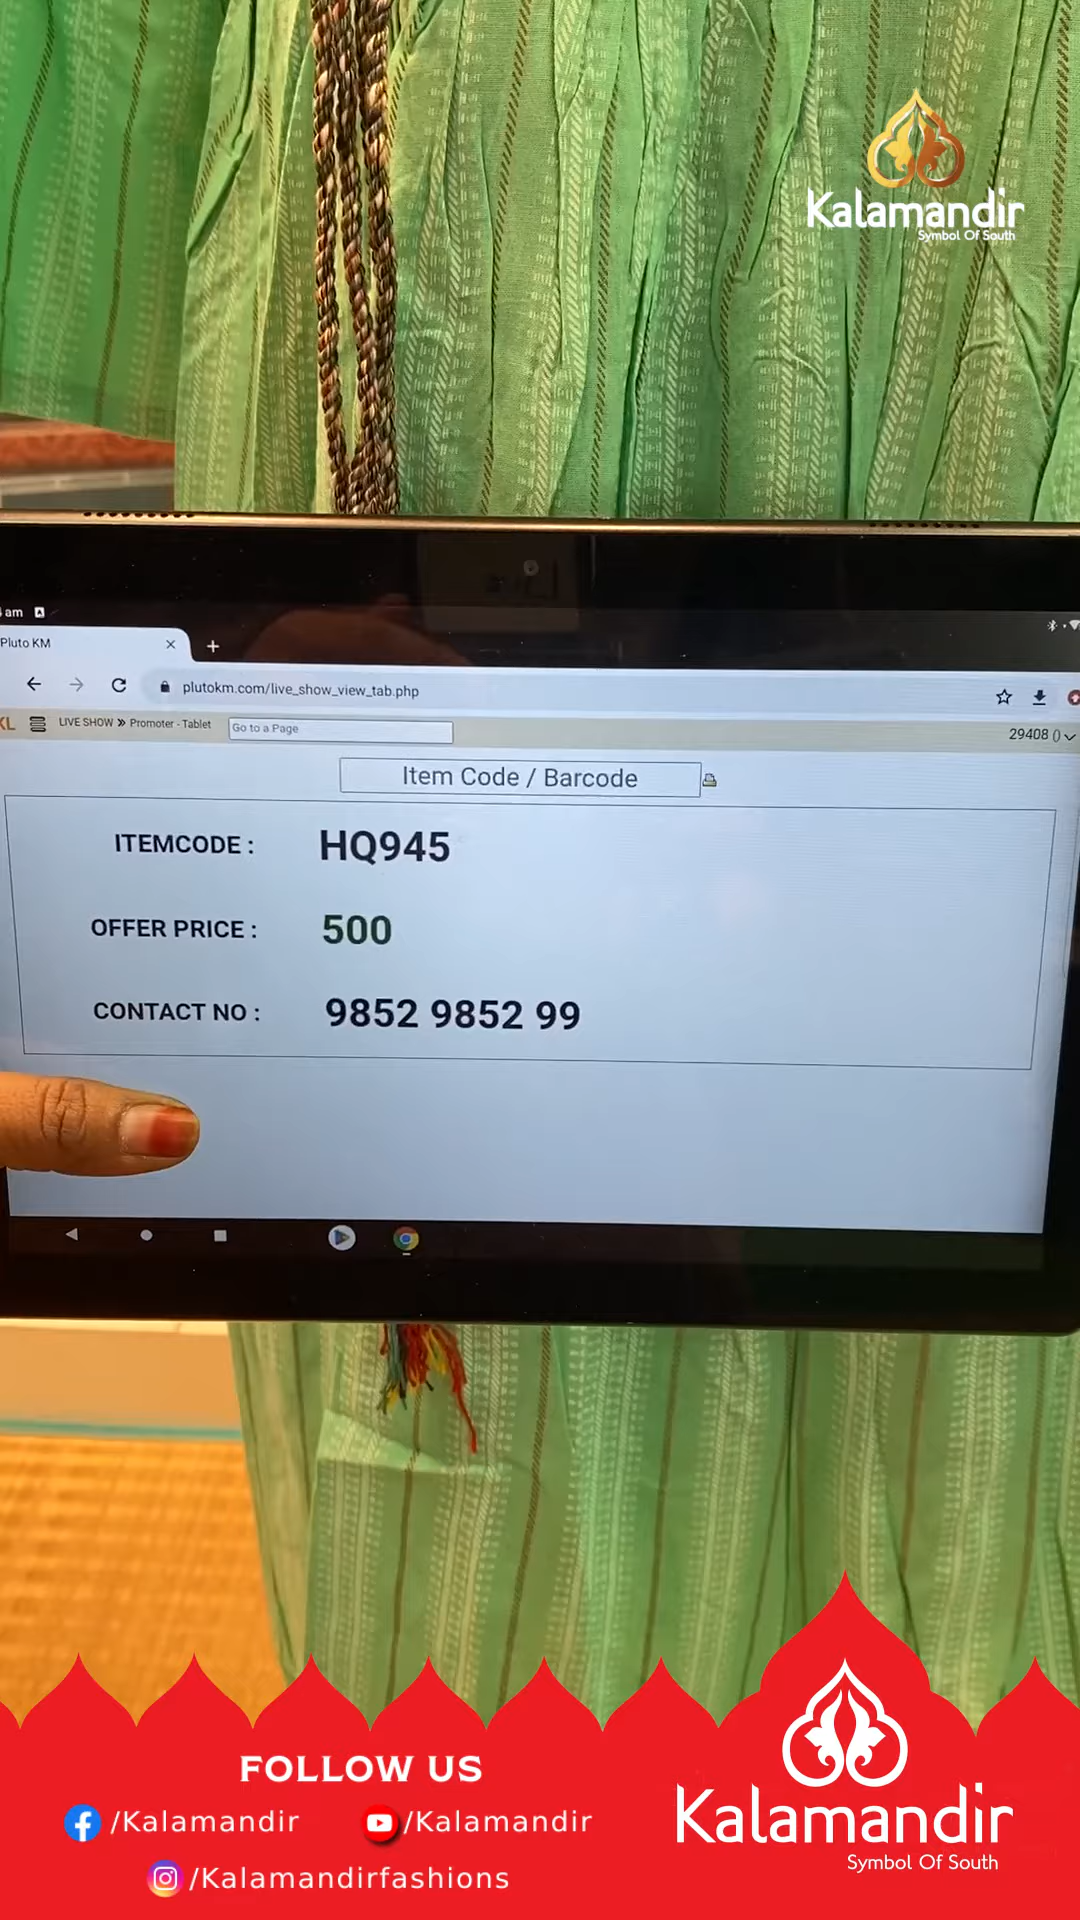 Kalamandir
Symbol Of South
am
Pluto KM
plutokm.com/live_show_view_tab.php
LIVE SHOW » Promoter - Tablet
Go to a Page
29408 ()
Item Code / Barcode
ITEMCODE : HQ945
OFFER PRICE : 500
CONTACT NO : 9852 9852 99
FOLLOW US
/Kalamandir
/Kalamandir
/Kalamandirfashions
Kalamandir
Symbol Of South